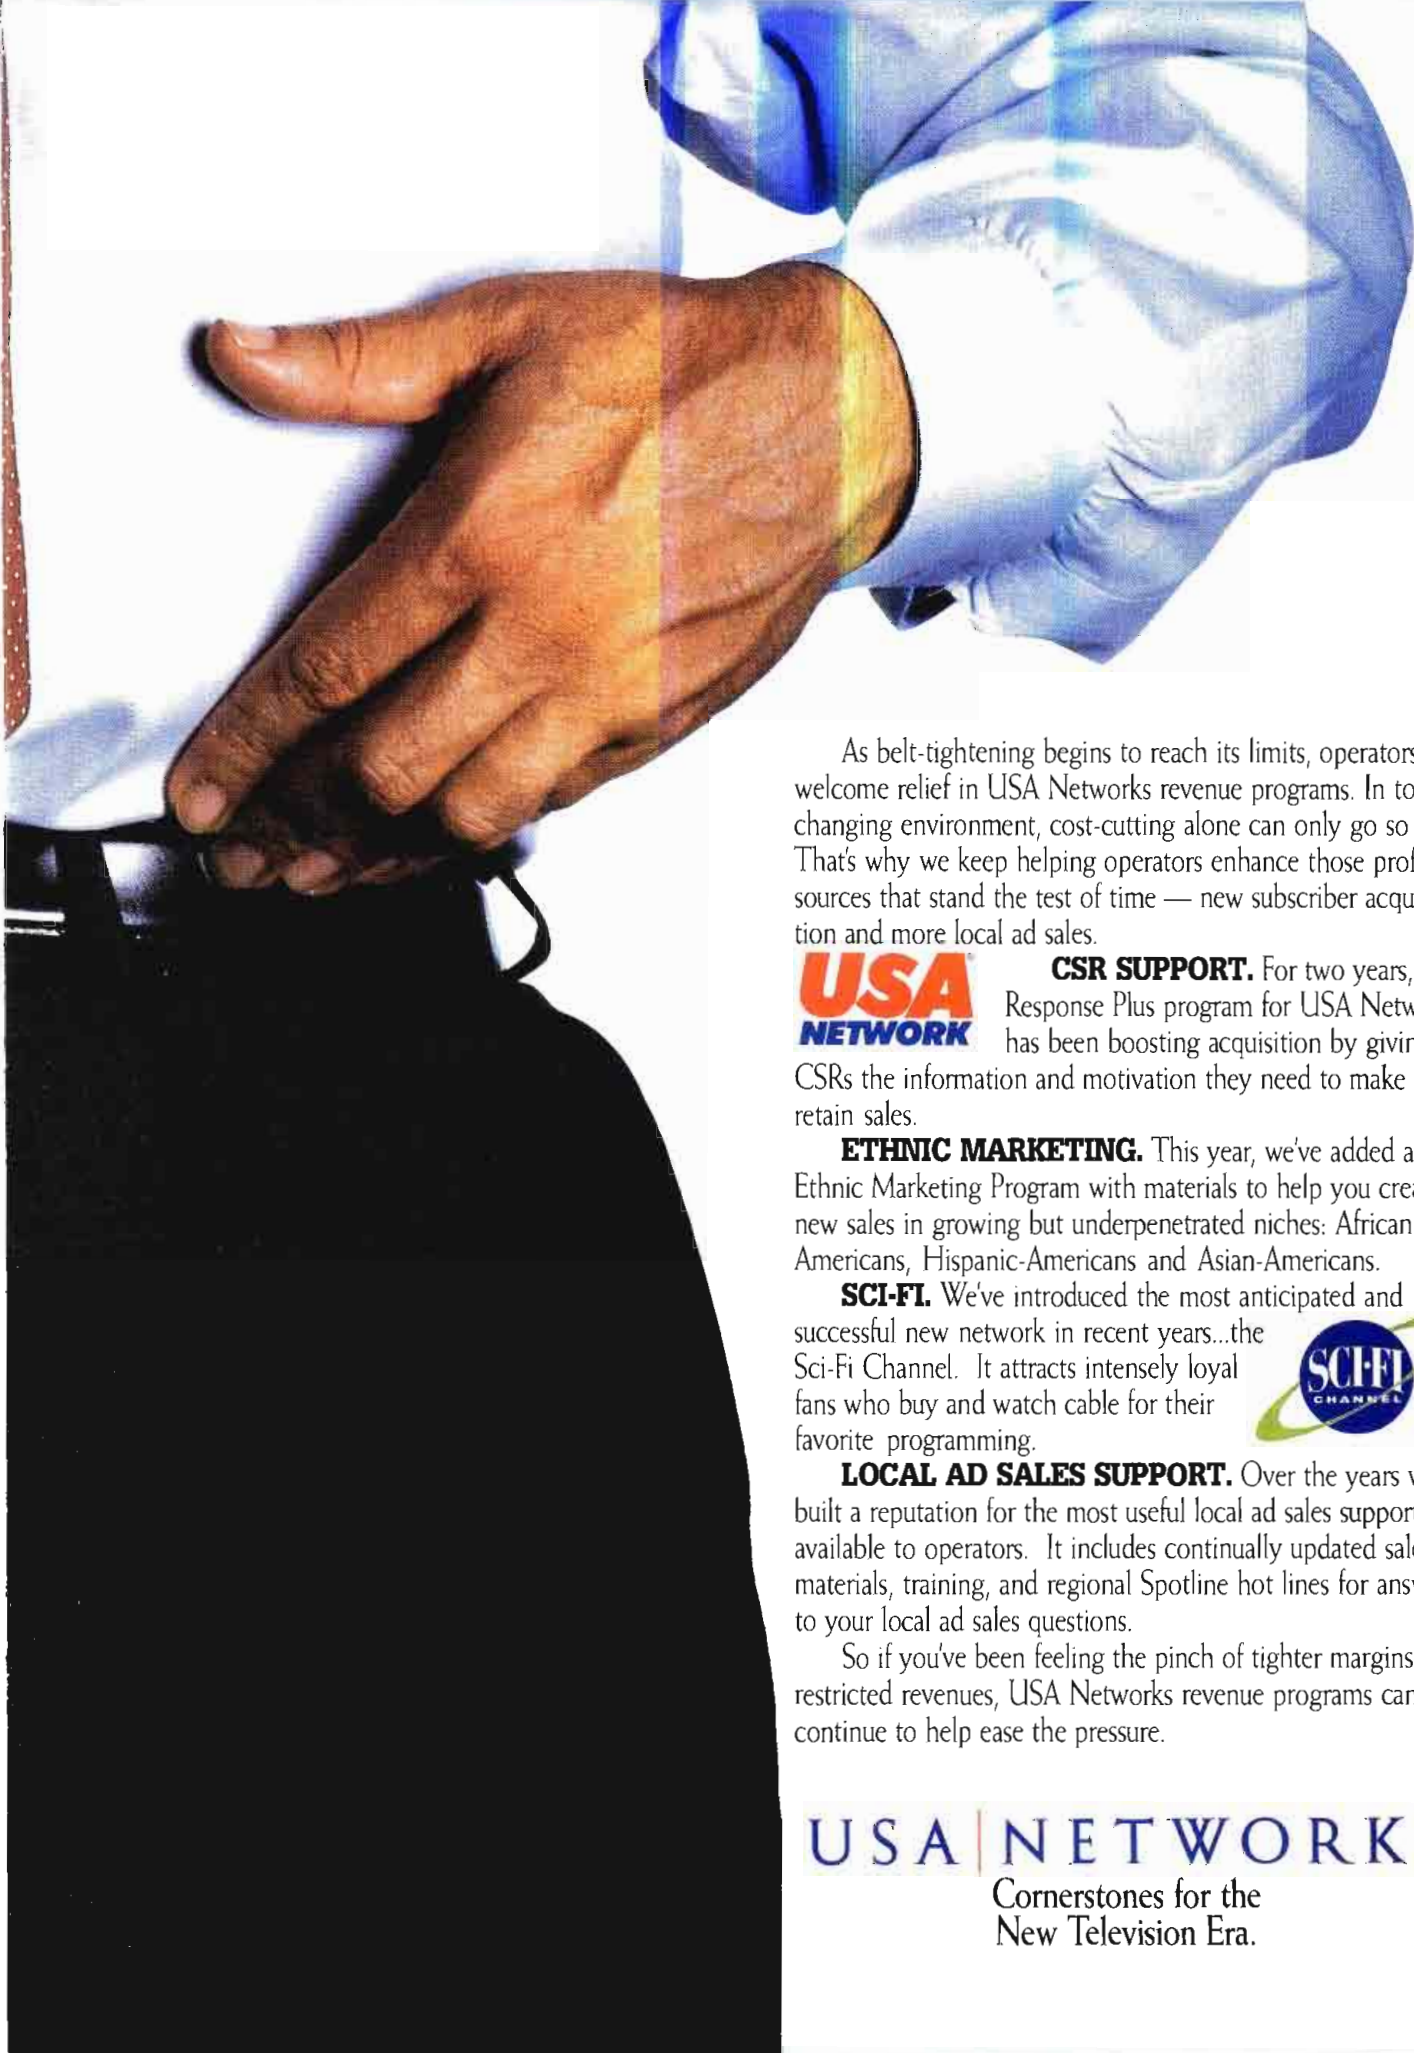 As belt-tightening begins to reach its limits, operators
welcome relief in USA Networks revenue programs. In to
changing environment, cost-cutting alone can only go so
That's why we keep helping operators enhance those prof
sources that stand the test of time — new subscriber acqu
tion and more local ad sales.
USA
NETWORK
CSR SUPPORT. For two years,
Response Plus program for USA Netw
has been boosting acquisition by givin
CSRs the information and motivation they need to make
retain sales.
ETHNIC MARKETING. This year, we've added a
Ethnic Marketing Program with materials to help you crea
new sales in growing but underpenetrated niches: African
Americans, Hispanic-Americans and Asian-Americans.
SCI-FI. We've introduced the most anticipated and
successful new network in recent years...the
Sci-Fi Channel. It attracts intensely loyal
fans who buy and watch cable for their
favorite programming.
SCI-FI
CHANNEL
LOCAL AD SALES SUPPORT. Over the years w
built a reputation for the most useful local ad sales support
available to operators. It includes continually updated sale
materials, training, and regional Spotline hot lines for answ
to your local ad sales questions.
So if you've been feeling the pinch of tighter margins
restricted revenues, USA Networks revenue programs can
continue to help ease the pressure.
USA|NETWORK
Cornerstones for the
New Television Era.